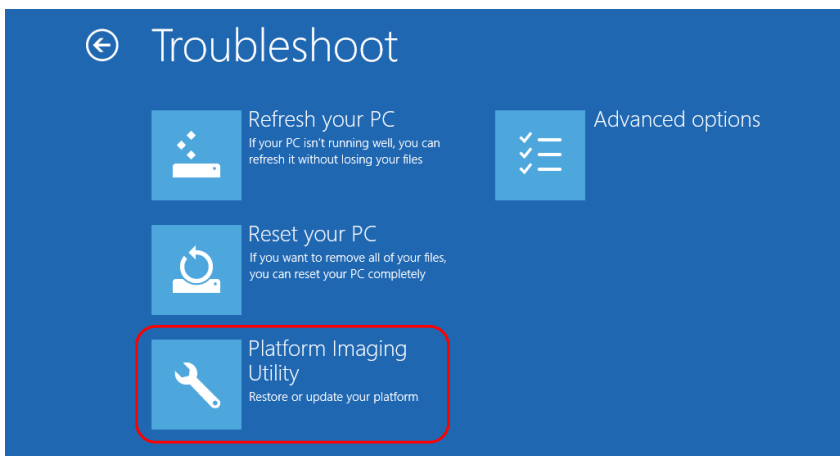 Troubleshoot
Refresh your PC
If your PC isn't running well, you can
refresh it without losing your files
Advanced options
Reset your PC
If you want to remove all of your files,
you can reset your PC completely
Platform Imaging
Utility
Restore or update your platform